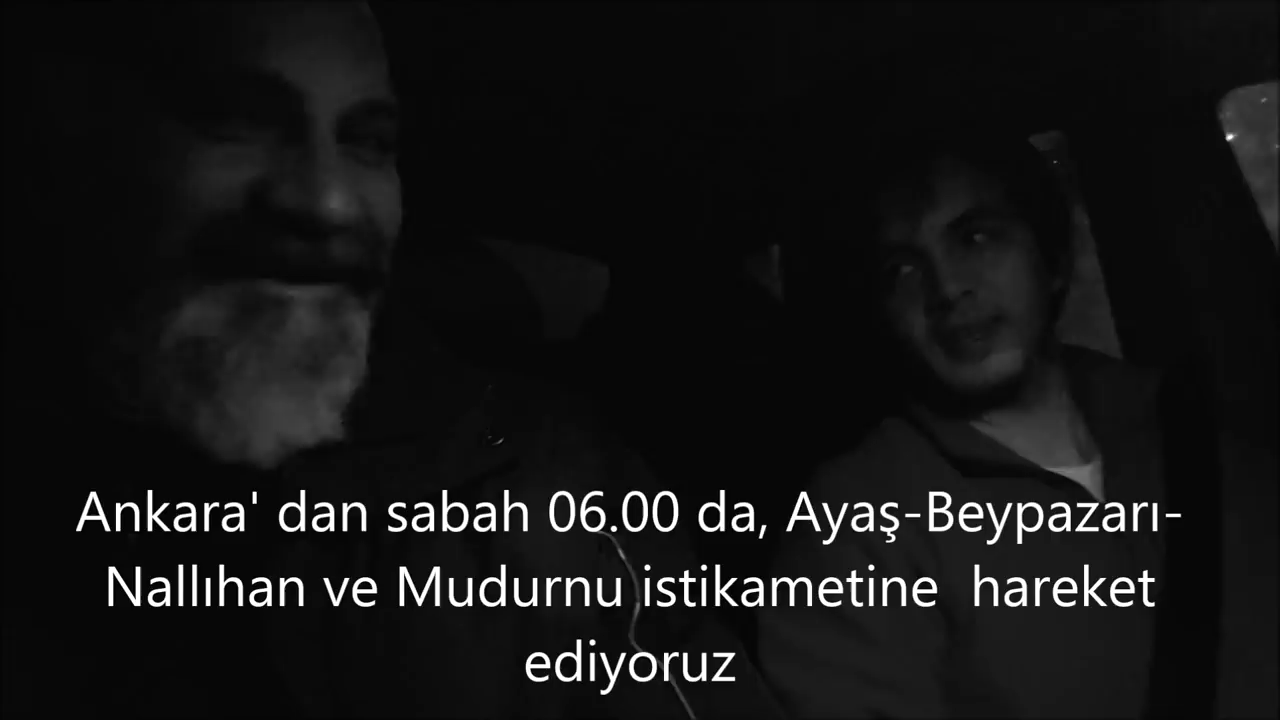 Ankara' dan sabah 06.00 da, Ayaş-Beypazarı-
Nallıhan ve Mudurnu istikametine  hareket
ediyoruz